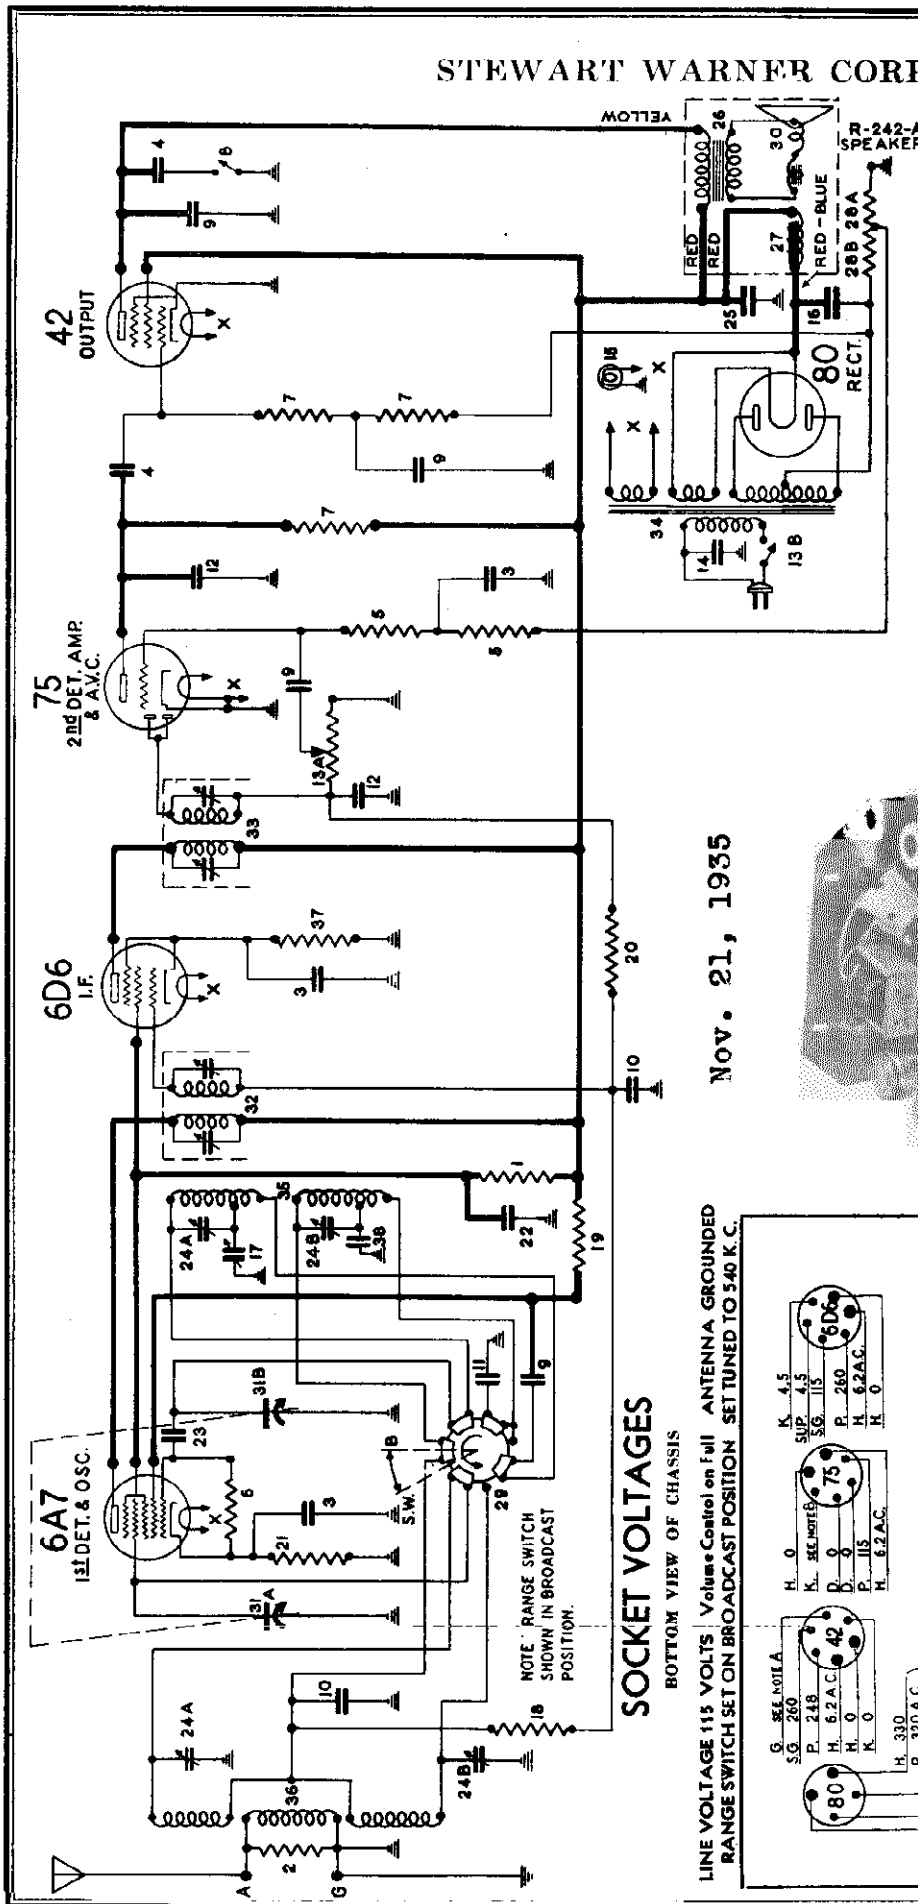 STEWART WARNER CORP
R-242-A
SPEAKER
YELLOW
RED
RED
RED-BLUE
26
30
27
28B 28A
25
16
42
OUTPUT
X
4
8
9
4
7
7
9
7
15
X
X
80
RECT.
34
14
13B
75
2nd DET. AMP.
& A.V.C.
X
12
3
5
5
9
13A
12
33
6D6
I.F.
X
37
3
32
20
10
Nov. 21, 1935
6A7
1st DET. & OSC.
X
23
31B
5
3
21
31A
24A
17
35
24B
38
22
1
19
11
9
B
S.W.
29
NOTE RANGE SWITCH
SHOWN IN BROADCAST
POSITION.
24A
10
36
18
24B
2
A
G
SOCKET VOLTAGES
BOTTOM VIEW OF CHASSIS
LINE VOLTAGE 115 VOLTS Volume Control on Full ANTENNA GROUNDED
RANGE SWITCH SET ON BROADCAST POSITION SET TUNED TO 540 K.C.
80
H. 330
G. SEE NOTE A
S.G. 260
P. 248
H. 6.2 A.C.
H. 0
K. 0
42
H. 0
K. SEE NOTE B
D. 0
D. 0
P. 115
H. 6.2 A.C.
75
K. 4.5
SUP. 4.5
S.G. 115
P. 260
H. 6.2 A.C.
H. 0
6D6